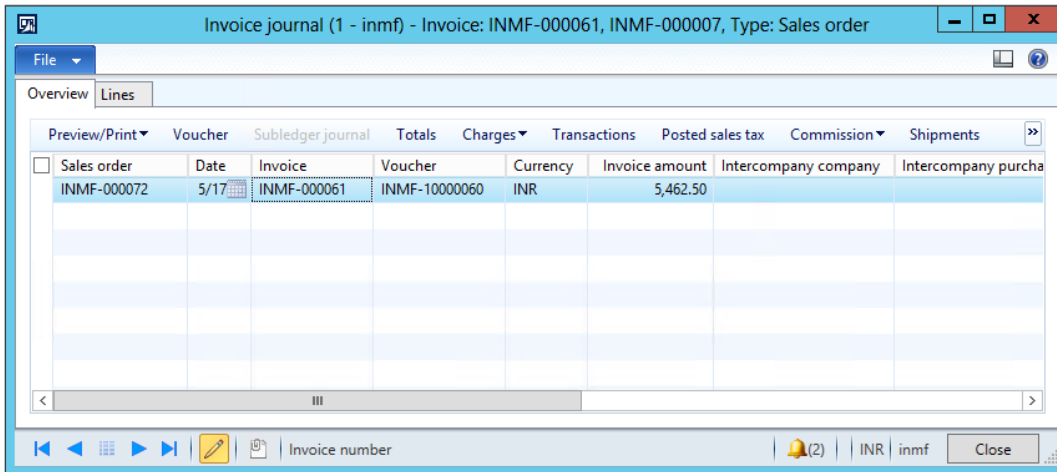 Invoice journal (1 - inmf) - Invoice: INMF-000061, INMF-000007, Type: Sales order
File
Overview Lines
Preview/Print Voucher Subledger journal Totals Charges Transactions Posted sales tax Commission Shipments
Sales order Date Invoice Voucher Currency Invoice amount Intercompany company Intercompany purcha
INMF-000072 5/17 INMF-000061 INMF-10000060 INR 5,462.50
Invoice number (2) INR inmf Close